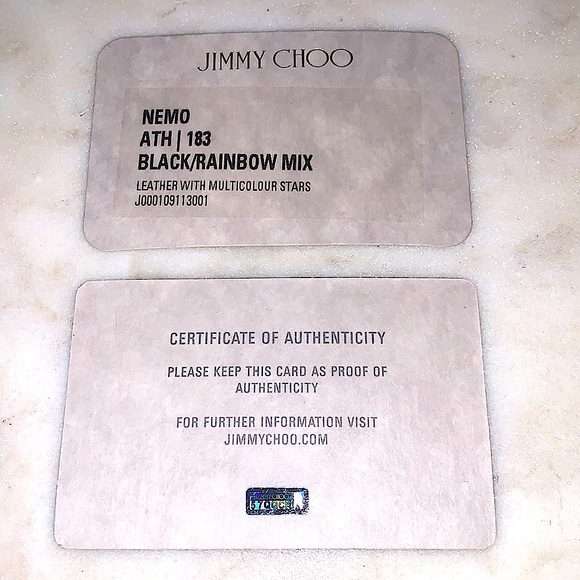 JIMMY CHOO
NEMO
ATH | 183
BLACK/RAINBOW MIX
LEATHER WITH MULTICOLOUR STARS
J000109113001
CERTIFICATE OF AUTHENTICITY
PLEASE KEEP THIS CARD AS PROOF OF
AUTHENTICITY
FOR FURTHER INFORMATION VISIT
JIMMYCHOO.COM